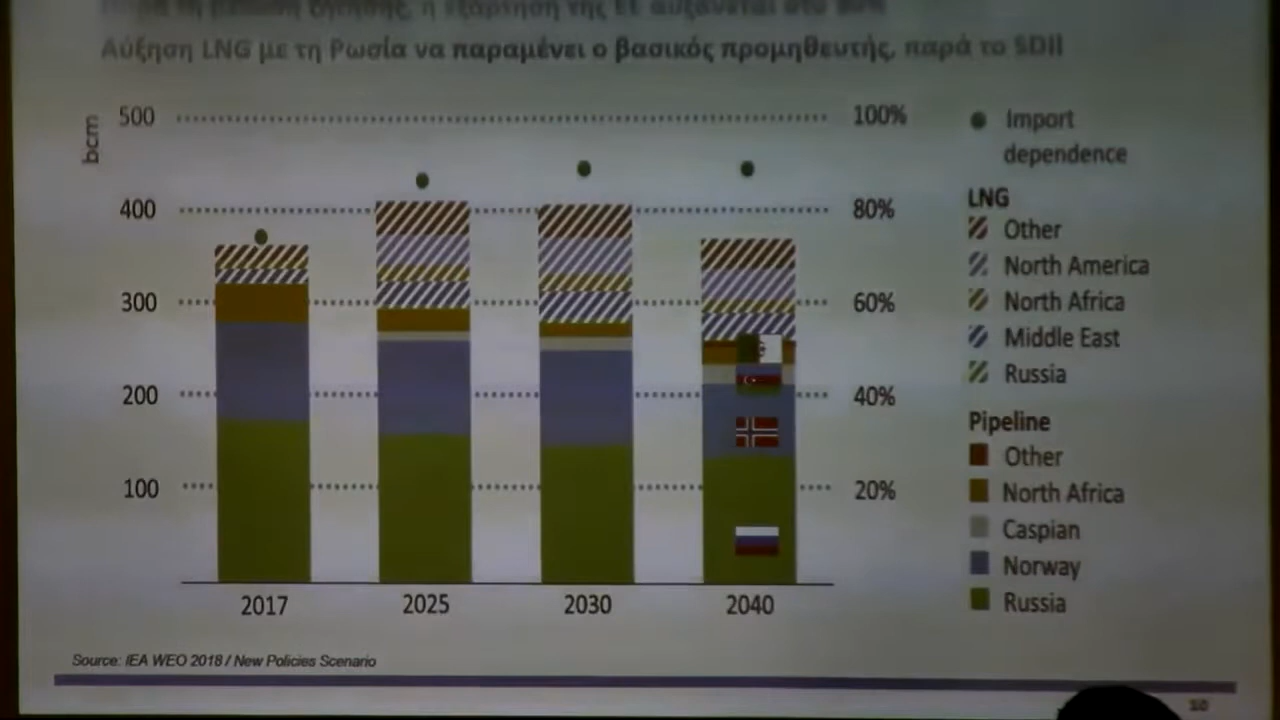 Αύξηση LNG με τη Ρωσία να παραμένει ο βασικός προμηθευτής, παρά το SDII
bcm
500
400
300
200
100
100%
80%
60%
40%
20%
2017
2025
2030
2040
Import
dependence
LNG
Other
North America
North Africa
Middle East
Russia
Pipeline
Other
North Africa
Caspian
Norway
Russia
Source: IEA WEO 2018 / New Policies Scenario
10